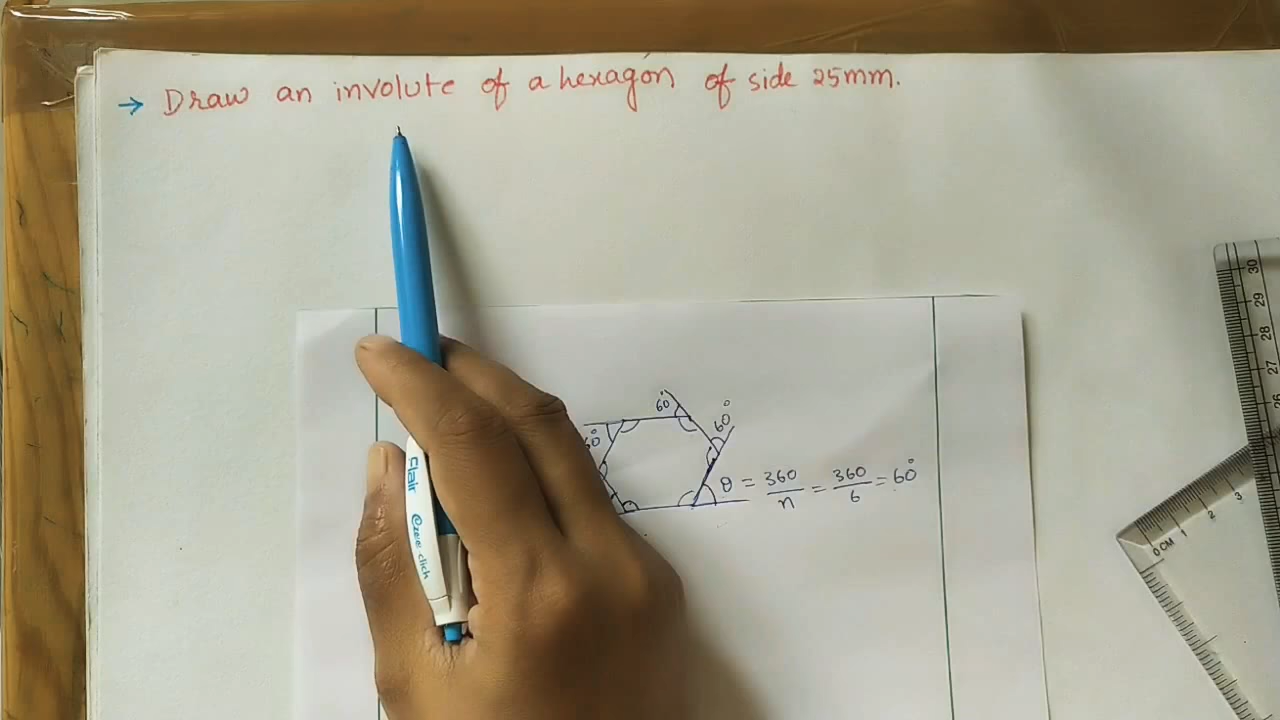 → Draw an involute of a hexagon of side 25mm.
60°
60°
60°
θ = 360/n = 360/6 = 60°
Flair
30
29
28
27
0 CM 1 2 3